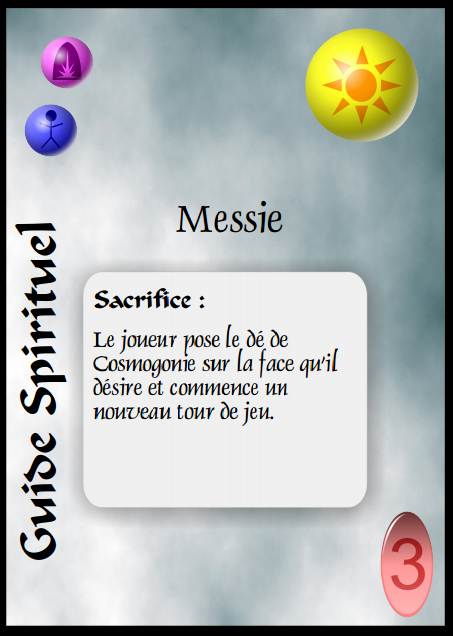 Messie
Guide Spirituel
Sacrifice :
Le joueur pose le dé de
Cosmogonie sur la face qu'il
désire et commence un
nouveau tour de jeu.
3